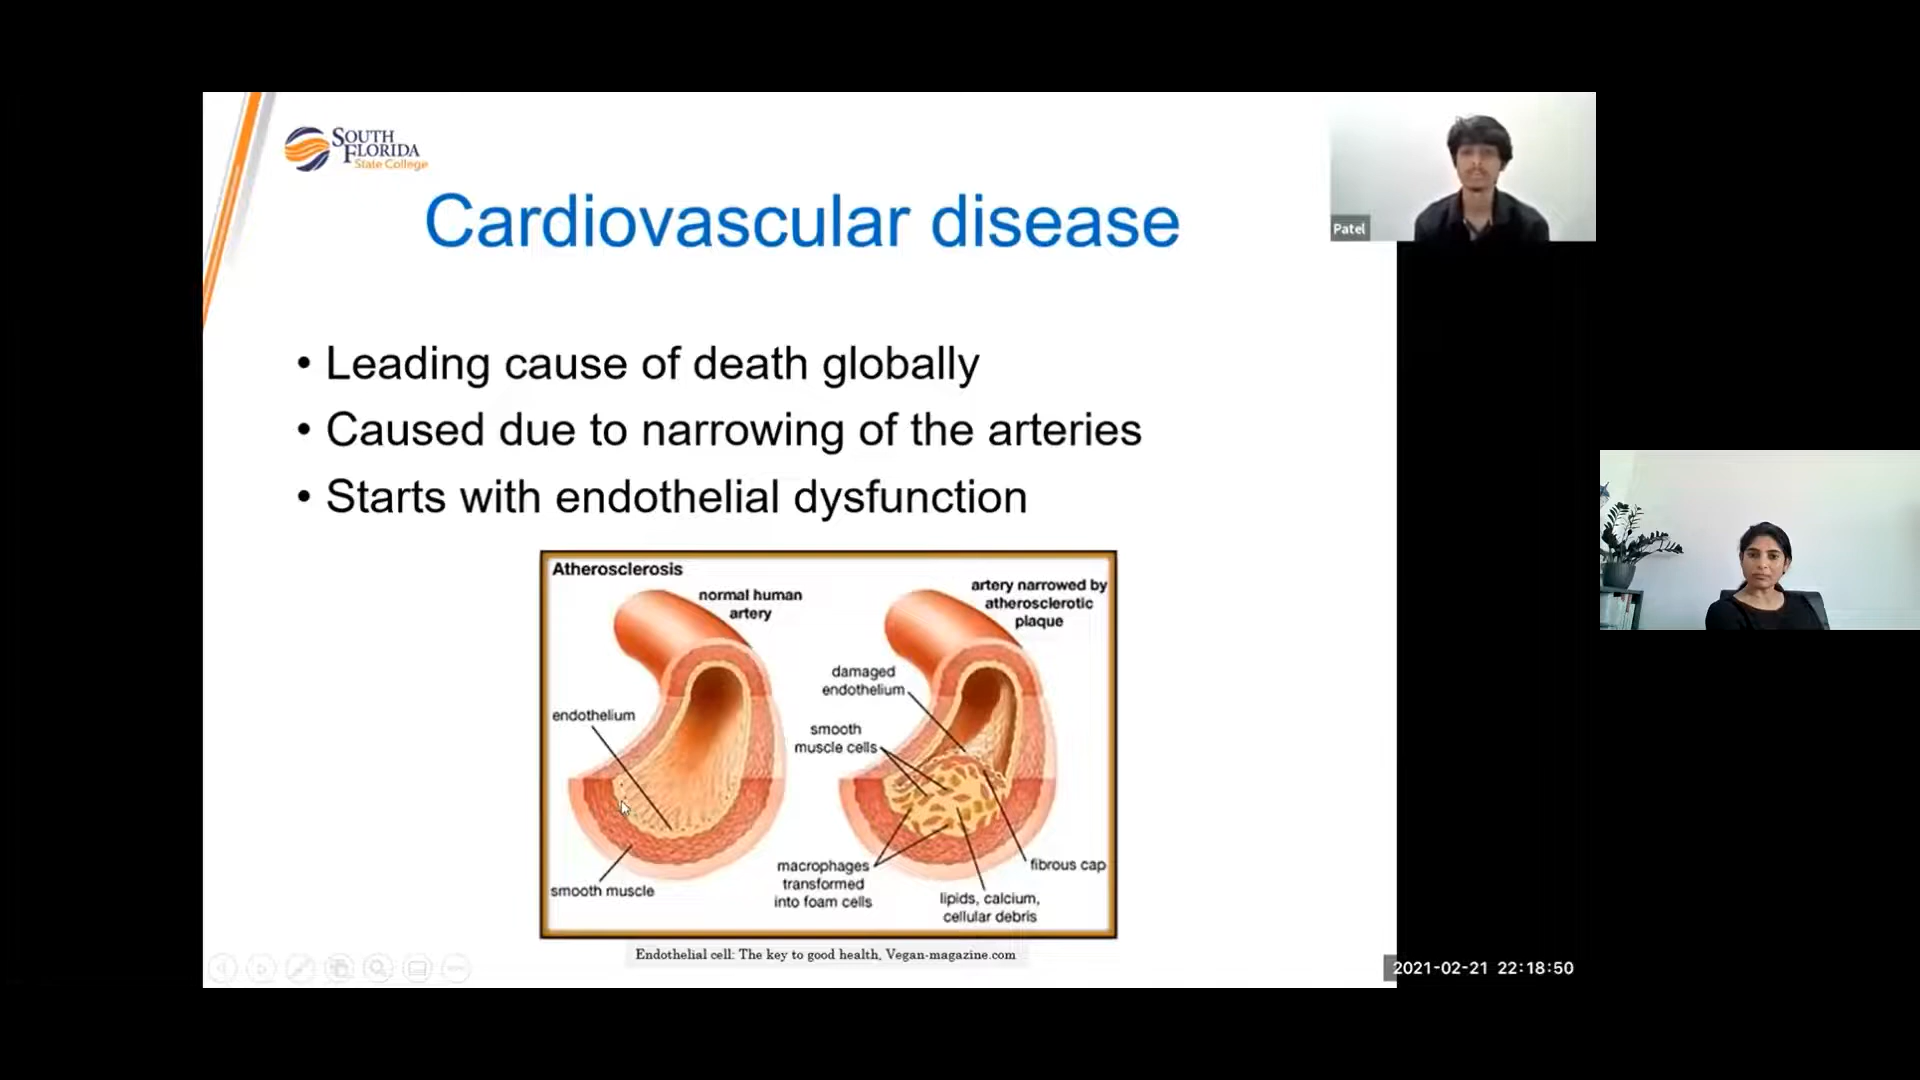 SOUTH
FLORIDA
State College
Cardiovascular disease
• Leading cause of death globally
• Caused due to narrowing of the arteries
• Starts with endothelial dysfunction
Atherosclerosis
normal human
artery
endothelium
smooth muscle
artery narrowed by
atherosclerotic
plaque
damaged
endothelium
smooth
muscle cells
macrophages
transformed
into foam cells
lipids, calcium,
cellular debris
fibrous cap
Endothelial cell: The key to good health, Vegan-magazine.com
Patel
2021-02-21 22:18:50